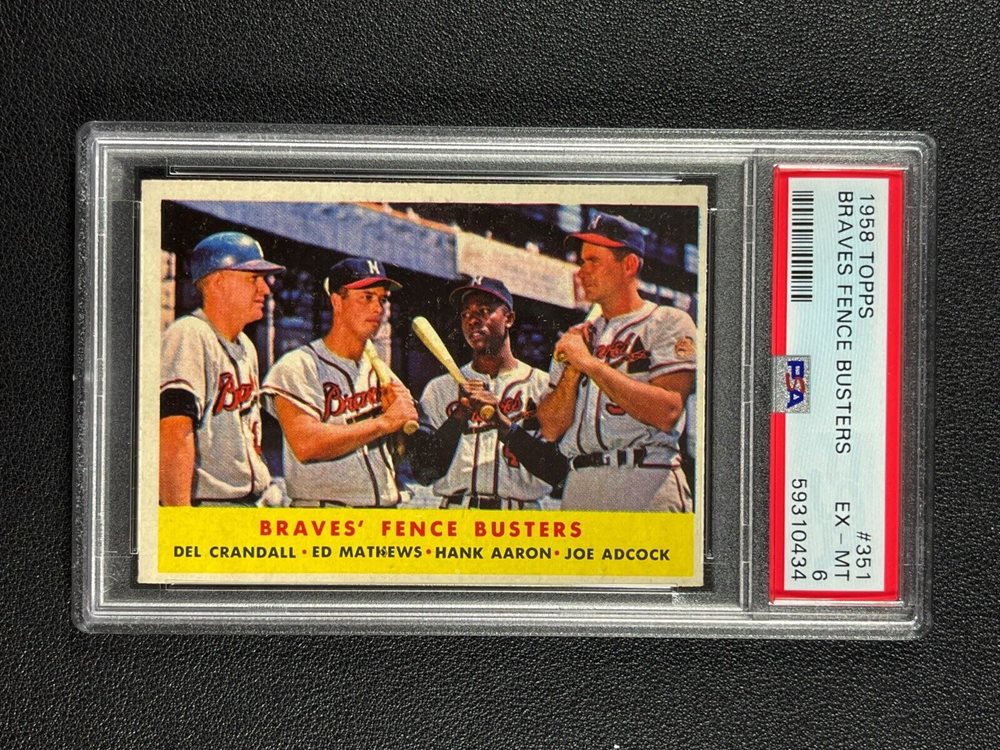 BRAVES' FENCE BUSTERS
DEL CRANDALL • ED MATHEWS • HANK AARON • JOE ADCOCK
1958 TOPPS #351
BRAVES FENCE BUSTERS EX - MT
6
PSA 59310434
M
Braves